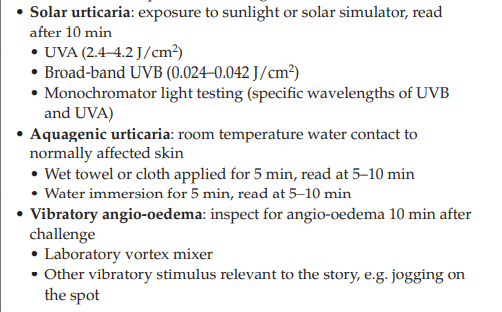 • Solar urticaria: exposure to sunlight or solar simulator, read
after 10 min
• UVA (2.4–4.2 J/cm²)
• Broad-band UVB (0.024–0.042 J/cm²)
• Monochromator light testing (specific wavelengths of UVB
and UVA)
• Aquagenic urticaria: room temperature water contact to
normally affected skin
• Wet towel or cloth applied for 5 min, read at 5–10 min
• Water immersion for 5 min, read at 5–10 min
• Vibratory angio-oedema: inspect for angio-oedema 10 min after
challenge
• Laboratory vortex mixer
• Other vibratory stimulus relevant to the story, e.g. jogging on
the spot